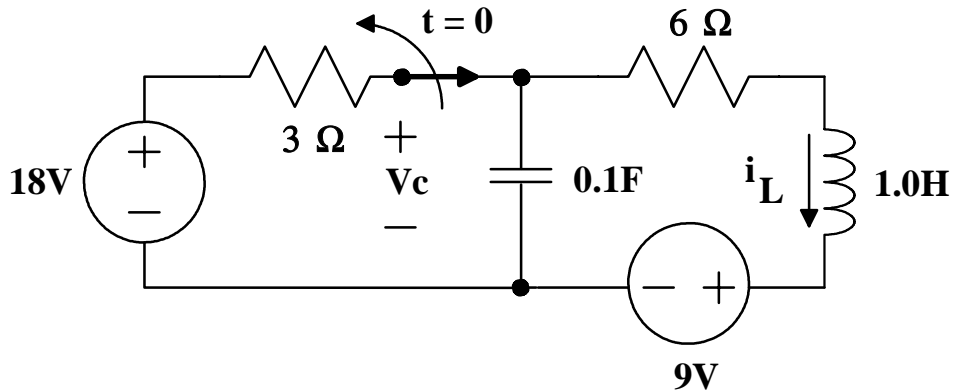 t = 0
6 Ω
3 Ω
+
+
18V
Vc
0.1F
i L
1.0H
—
—
— +
9V